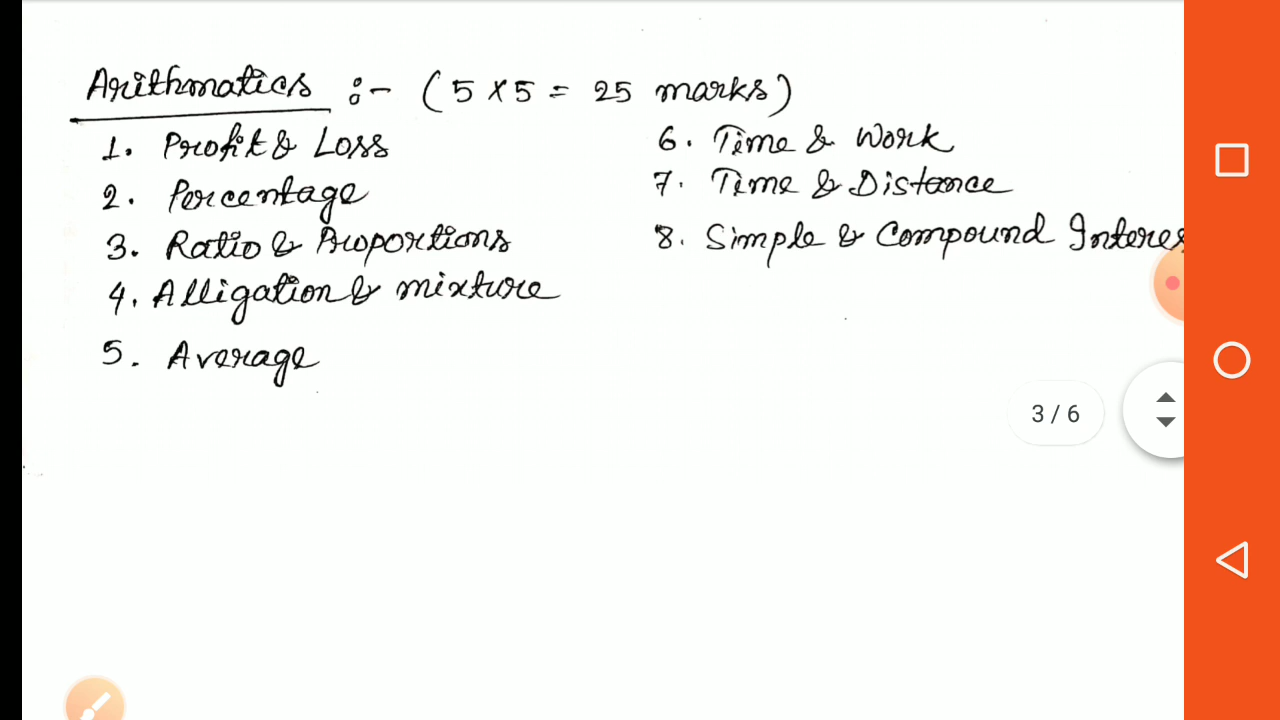 Arithmatics :- (5 × 5 = 25 marks)
1. Profit & Loss
2. Percentage
3. Ratio & Proportions
4. Alligation & mixture
5. Average
6. Time & Work
7. Time & Distance
8. Simple & Compound Interes
3 / 6